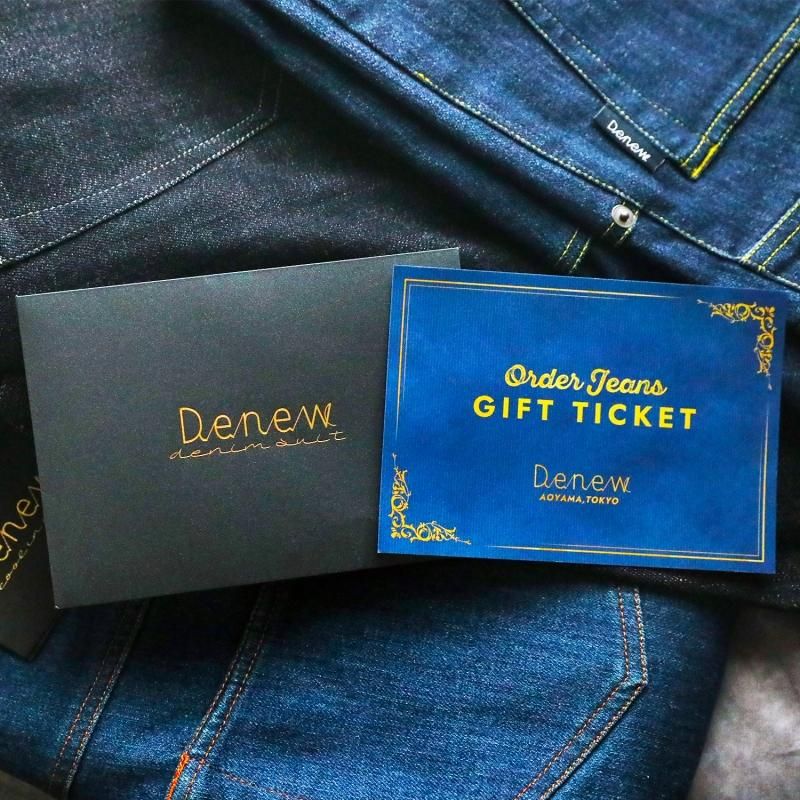 Denew
Denew
denim suit
Order Jeans
GIFT TICKET
Denew
AOYAMA,TOKYO